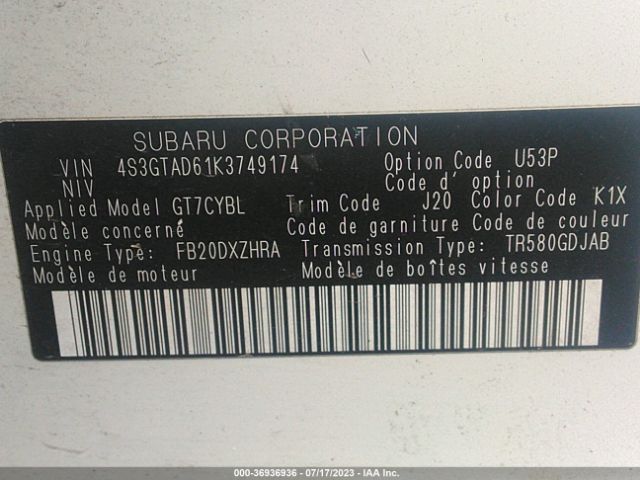 SUBARU CORPORATION
VIN 4S3GTAD61K3749174 Option Code U53P
NIV Code d' option
Applied Model GT7CYBL Trim Code J20 Color Code K1X
Modèle concerné Code de garniture Code de couleur
Engine Type: FB20DXZHRA Transmission Type: TR580GDJAB
Modèle de moteur Modèle de boîtes vitesse
000-36936936 - 07/17/2023 - IAA Inc.